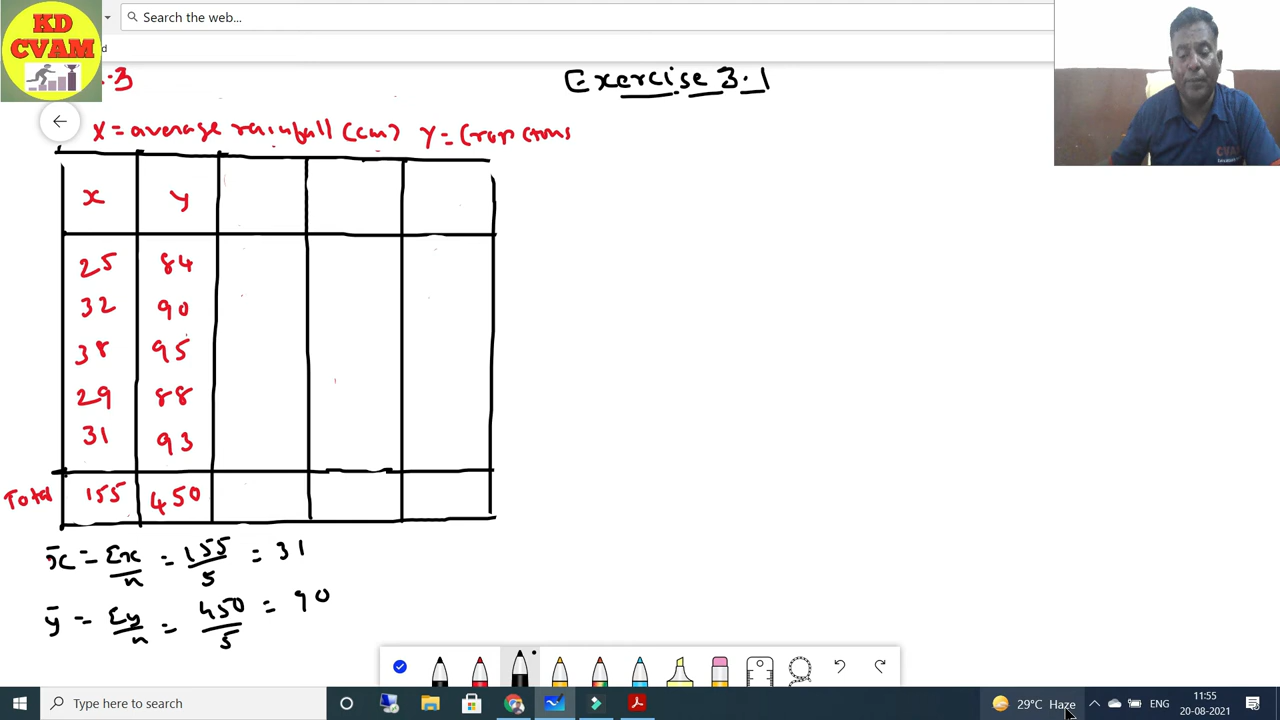 KD
CVAM
Search the web...
.3
Exercise 3.1
X = average rainfall (cm) Y = Crop (tons
x y
25 84
32 90
38 95
29 88
31 93
Total 155 450
x̄ = Σx/n = 155/5 = 31
ȳ = Σy/n = 450/5 = 90
Type here to search
29°C Haze
ENG
11:55
20-08-2021